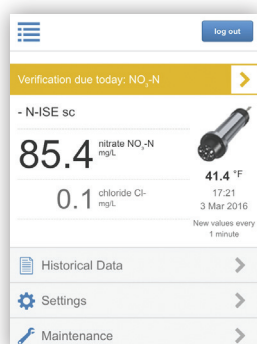 log out
Verification due today: NO3-N
- N-ISE sc
85.4 nitrate NO3-N
mg/L
0.1 chloride Cl-
mg/L
41.4 °F
17:21
3 Mar 2016
New values every
1 minute
Historical Data
Settings
Maintenance